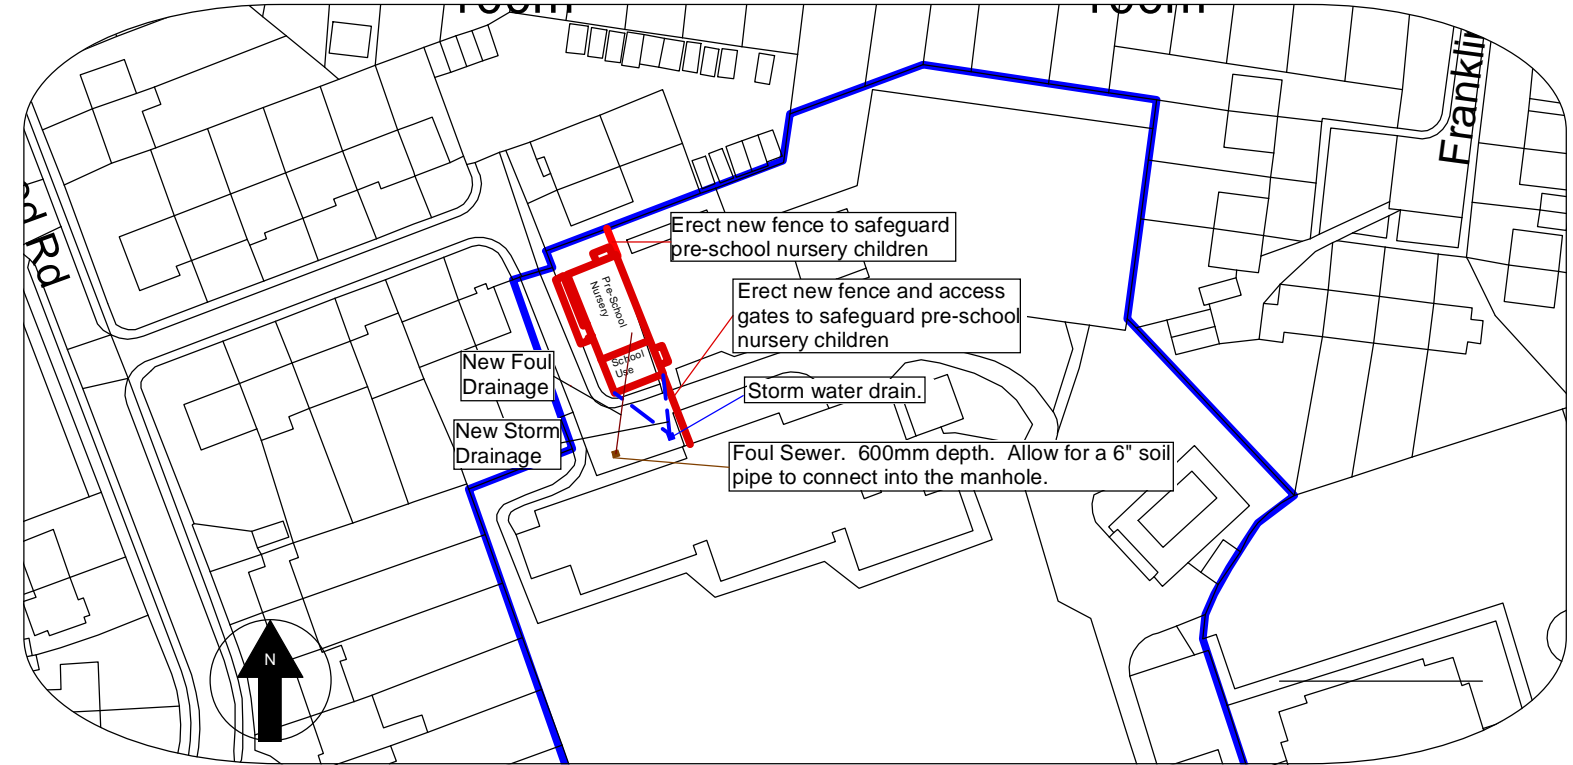 Franklin
Rd
Erect new fence to safeguard
pre-school nursery children
Erect new fence and access
gates to safeguard pre-school
nursery children
Pre-School
Nursery
School
Use
New Foul
Drainage
Storm water drain.
New Storm
Drainage
Foul Sewer.  600mm depth.  Allow for a 6" soil
pipe to connect into the manhole.
N